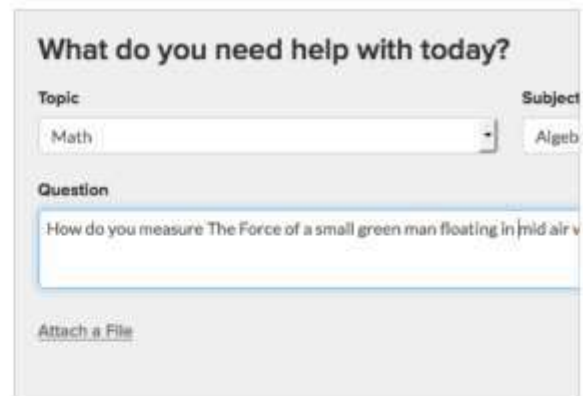 What do you need help with today?
Topic Subject
Math Algeb
Question
How do you measure The Force of a small green man floating in mid air
Attach a File